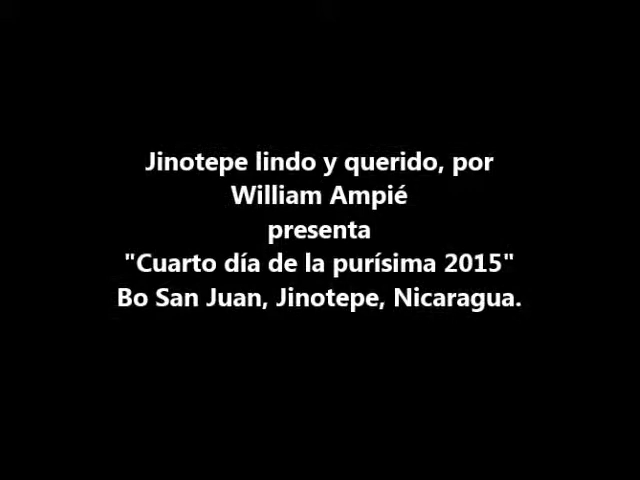 Jinotepe lindo y querido, por
William Ampié
presenta
"Cuarto día de la purísima 2015"
Bo San Juan, Jinotepe, Nicaragua.